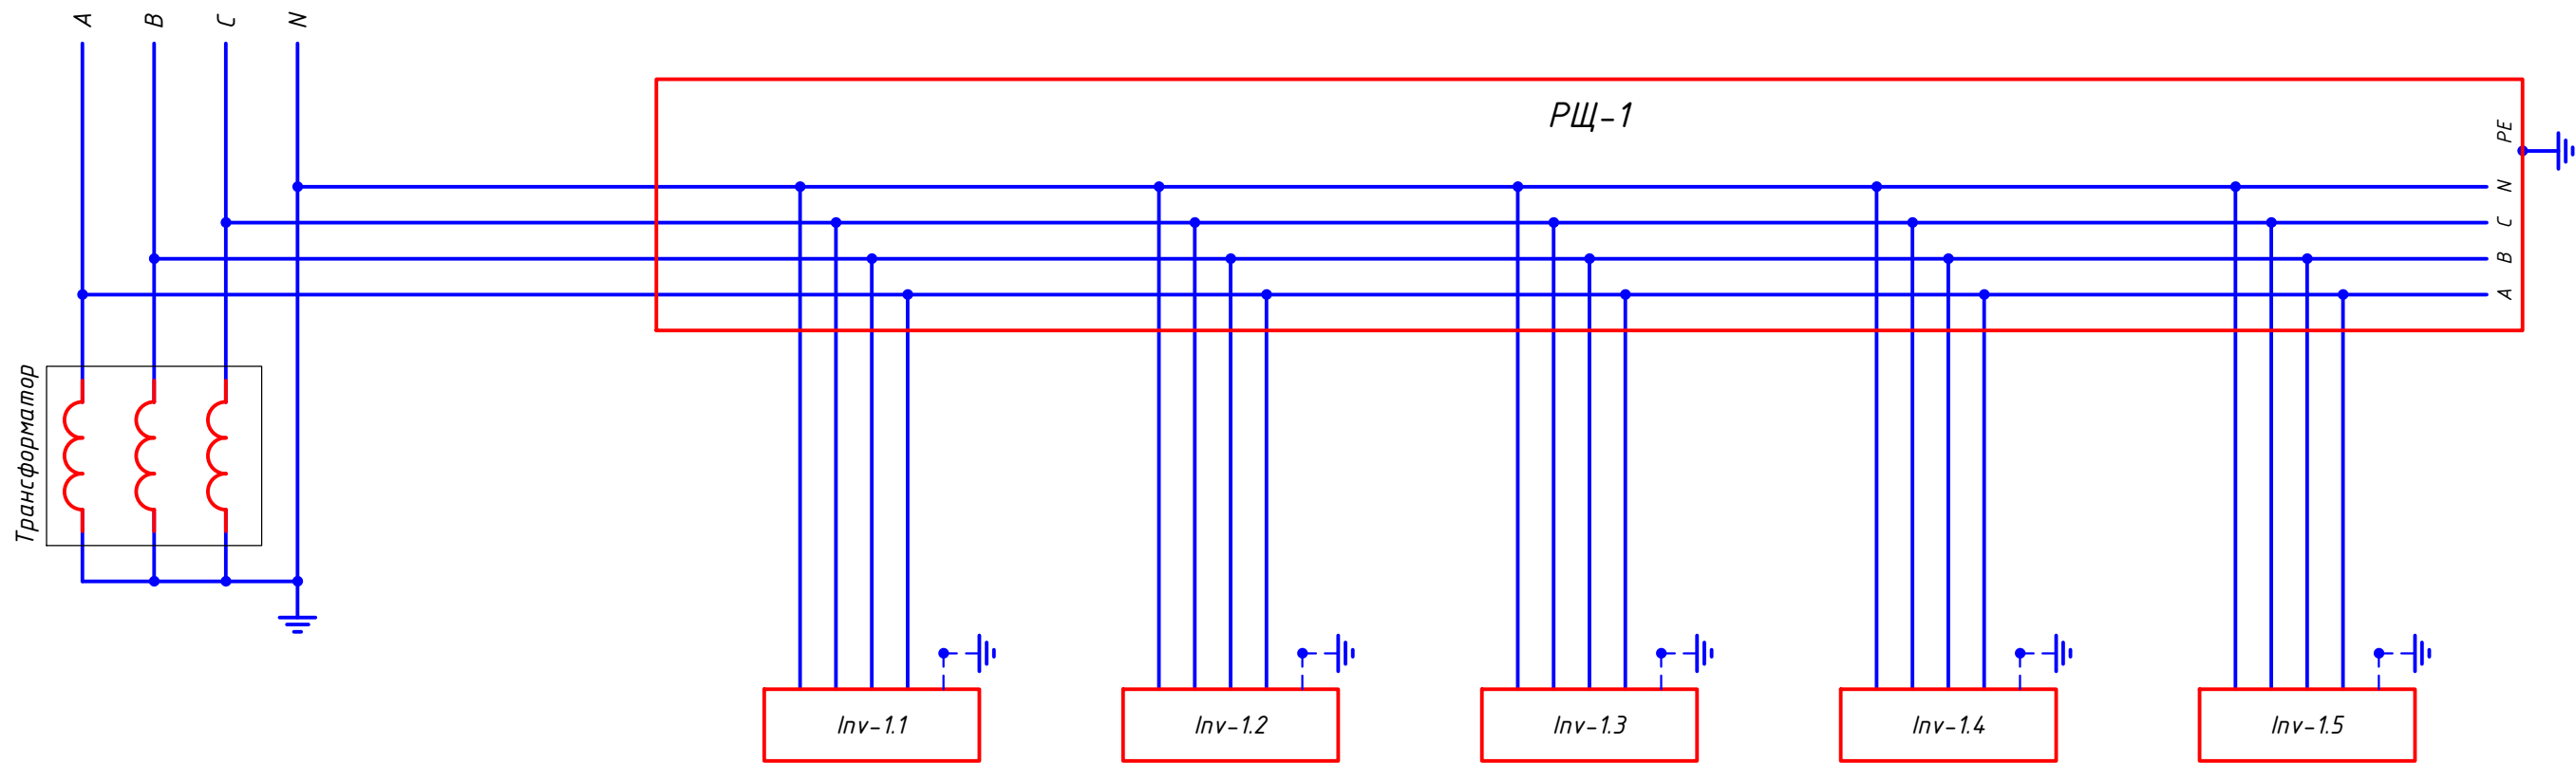 A
B
C
N
РЩ-1
PE
N
C
B
A
Трансформатор
Inv-1.1
Inv-1.2
Inv-1.3
Inv-1.4
Inv-1.5